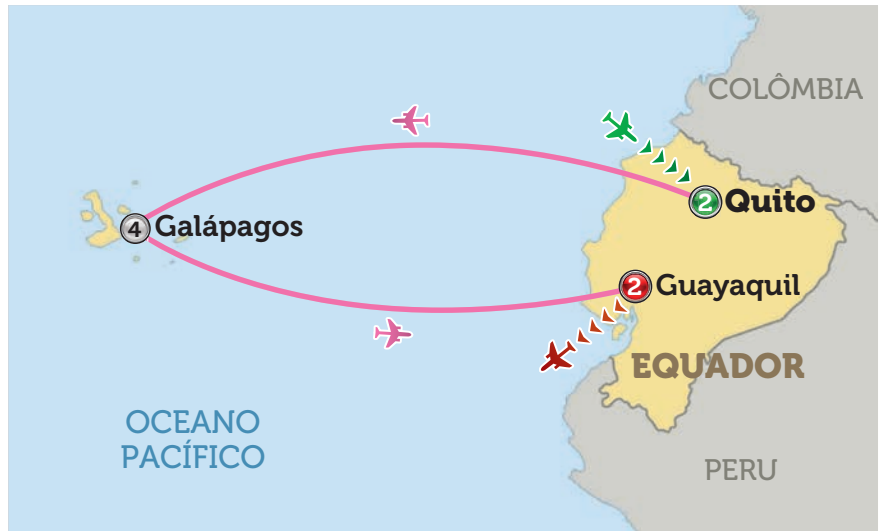 COLÔMBIA
2 Quito
4 Galápagos
2 Guayaquil
EQUADOR
OCEANO
PACÍFICO
PERU